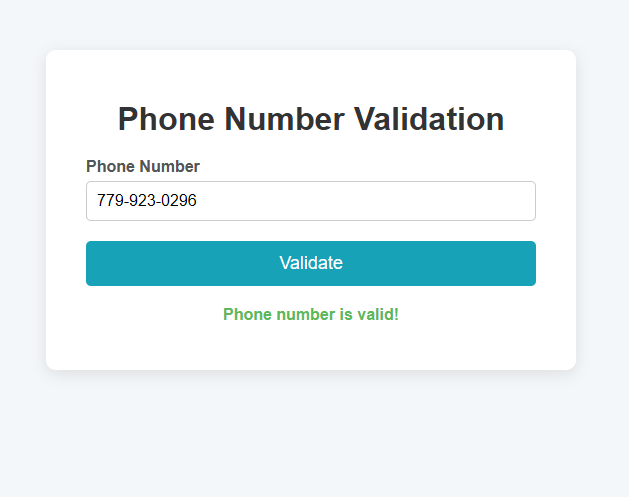 Phone Number Validation
Phone Number
779-923-0296
Validate
Phone number is valid!